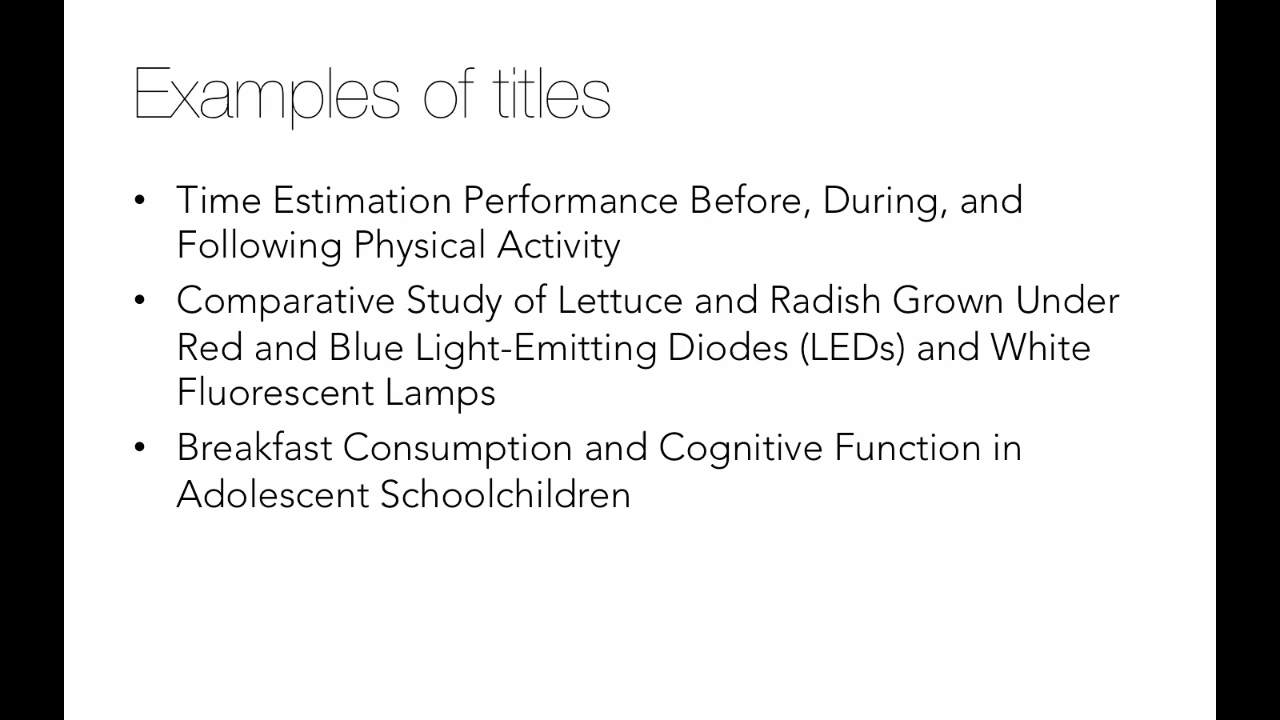 Examples of titles
• Time Estimation Performance Before, During, and
Following Physical Activity
• Comparative Study of Lettuce and Radish Grown Under
Red and Blue Light-Emitting Diodes (LEDs) and White
Fluorescent Lamps
• Breakfast Consumption and Cognitive Function in
Adolescent Schoolchildren